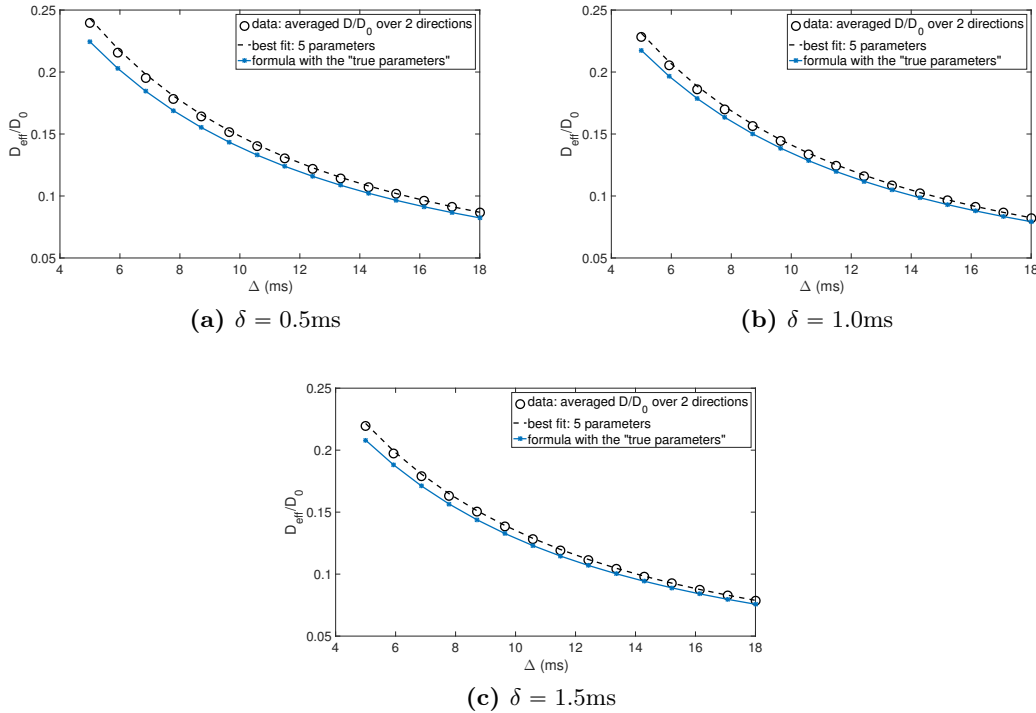 0.25
0.2
0.15
0.1
0.05
D_eff/D_0
data: averaged D/D_0 over 2 directions
best fit: 5 parameters
formula with the "true parameters"
4 6 8 10 12 14 16 18
Δ (ms)
(a) δ = 0.5ms
0.25
0.2
0.15
0.1
0.05
D_eff/D_0
data: averaged D/D_0 over 2 directions
best fit: 5 parameters
formula with the "true parameters"
4 6 8 10 12 14 16 18
Δ (ms)
(b) δ = 1.0ms
0.25
0.2
0.15
0.1
0.05
D_eff/D_0
data: averaged D/D_0 over 2 directions
best fit: 5 parameters
formula with the "true parameters"
4 6 8 10 12 14 16 18
Δ (ms)
(c) δ = 1.5ms